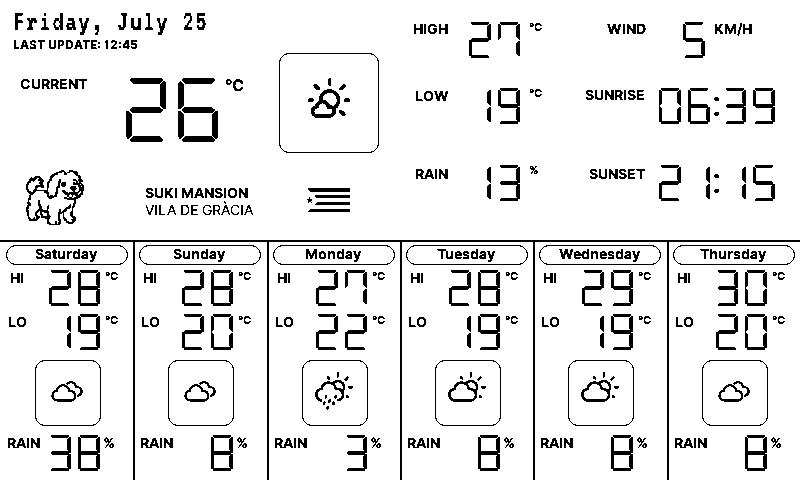 Friday, July 25
LAST UPDATE: 12:45
CURRENT 26 °C
SUKI MANSION
VILA DE GRÀCIA
HIGH 27 °C
LOW 19 °C
RAIN 13 %
WIND 5 KM/H
SUNRISE 06:39
SUNSET 21:15
Saturday
HI 28 °C
LO 19 °C
RAIN 38 %
Sunday
HI 28 °C
LO 20 °C
RAIN 8 %
Monday
HI 27 °C
LO 22 °C
RAIN 3 %
Tuesday
HI 28 °C
LO 19 °C
RAIN 8 %
Wednesday
HI 29 °C
LO 19 °C
RAIN 8 %
Thursday
HI 30 °C
LO 20 °C
RAIN 8 %